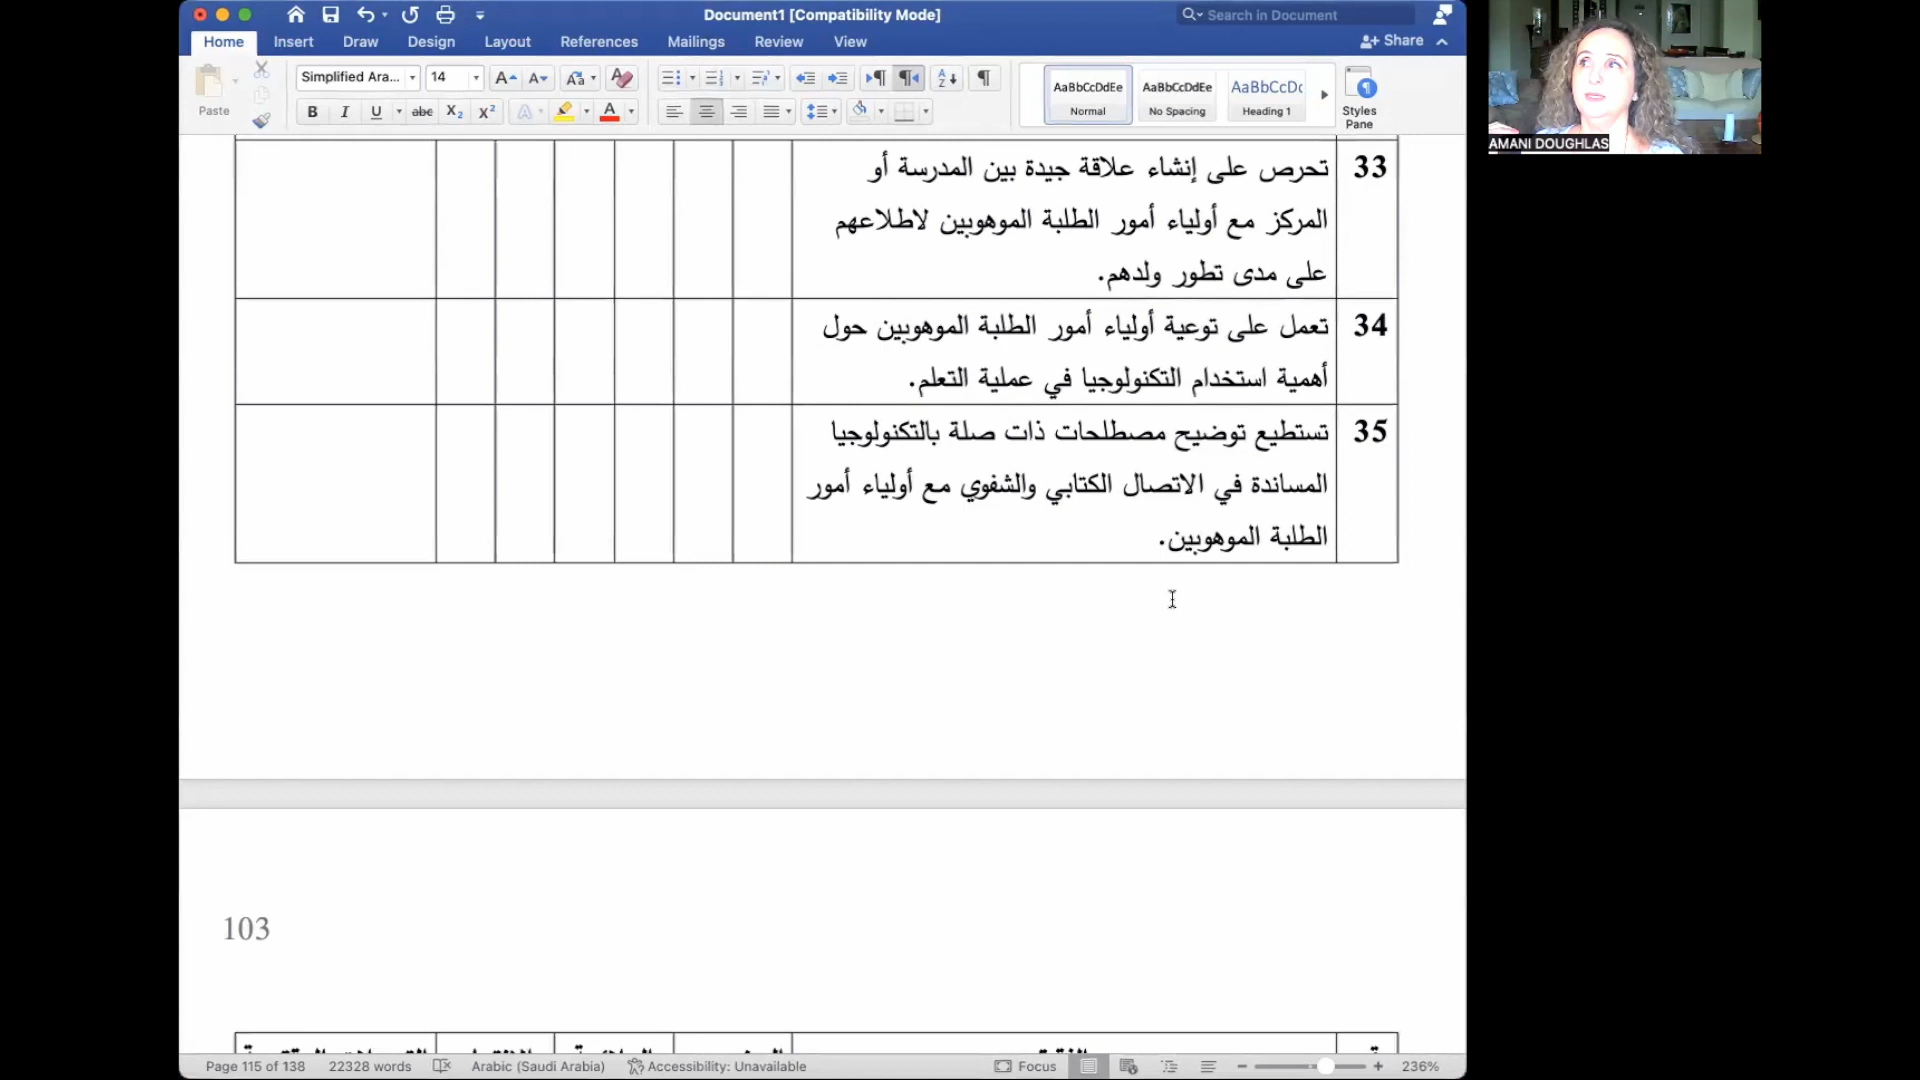 Document1 [Compatibility Mode]
Search in Document
Home Insert Draw Design Layout References Mailings Review View
Share
Paste
Simplified Ara... 14
AaBbCcDdEe AaBbCcDdEe AaBbCcDc
Normal No Spacing Heading 1
Styles
Pane
AMANI DOUGHLAS
33 تحرص على إنشاء علاقة جيدة بين المدرسة أو
المركز مع أولياء أمور الطلبة الموهوبين لاطلاعهم
على مدى تطور ولدهم.
34 تعمل على توعية أولياء أمور الطلبة الموهوبين حول
أهمية استخدام التكنولوجيا في عملية التعلم.
35 تستطيع توضيح مصطلحات ذات صلة بالتكنولوجيا
المساندة في الاتصال الكتابي والشفوي مع أولياء أمور
الطلبة الموهوبين.
103
Page 115 of 138 22328 words Arabic (Saudi Arabia) Accessibility: Unavailable Focus 236%